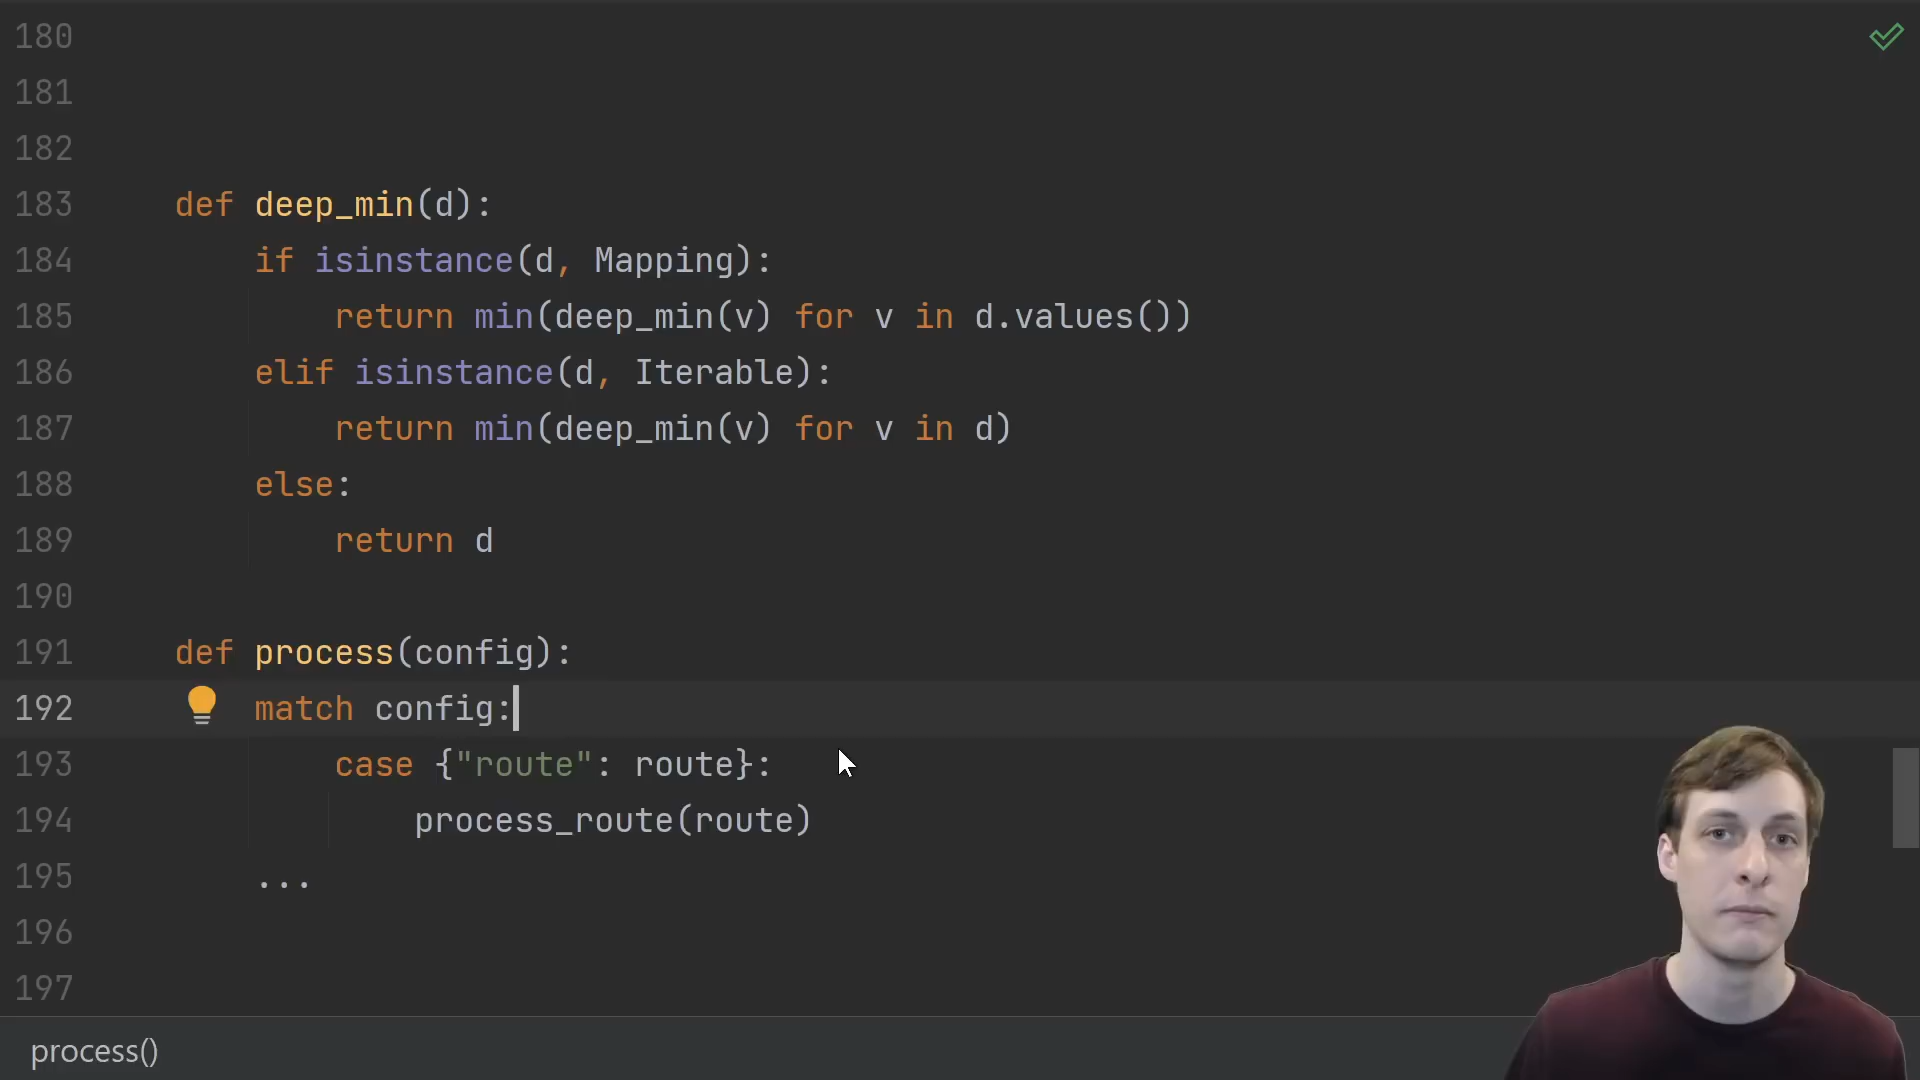 180
181
182
183 def deep_min(d):
184 if isinstance(d, Mapping):
185 return min(deep_min(v) for v in d.values())
186 elif isinstance(d, Iterable):
187 return min(deep_min(v) for v in d)
188 else:
189 return d
190
191 def process(config):
192 match config:
193 case {"route": route}:
194 process_route(route)
195 ...
196
197
process()